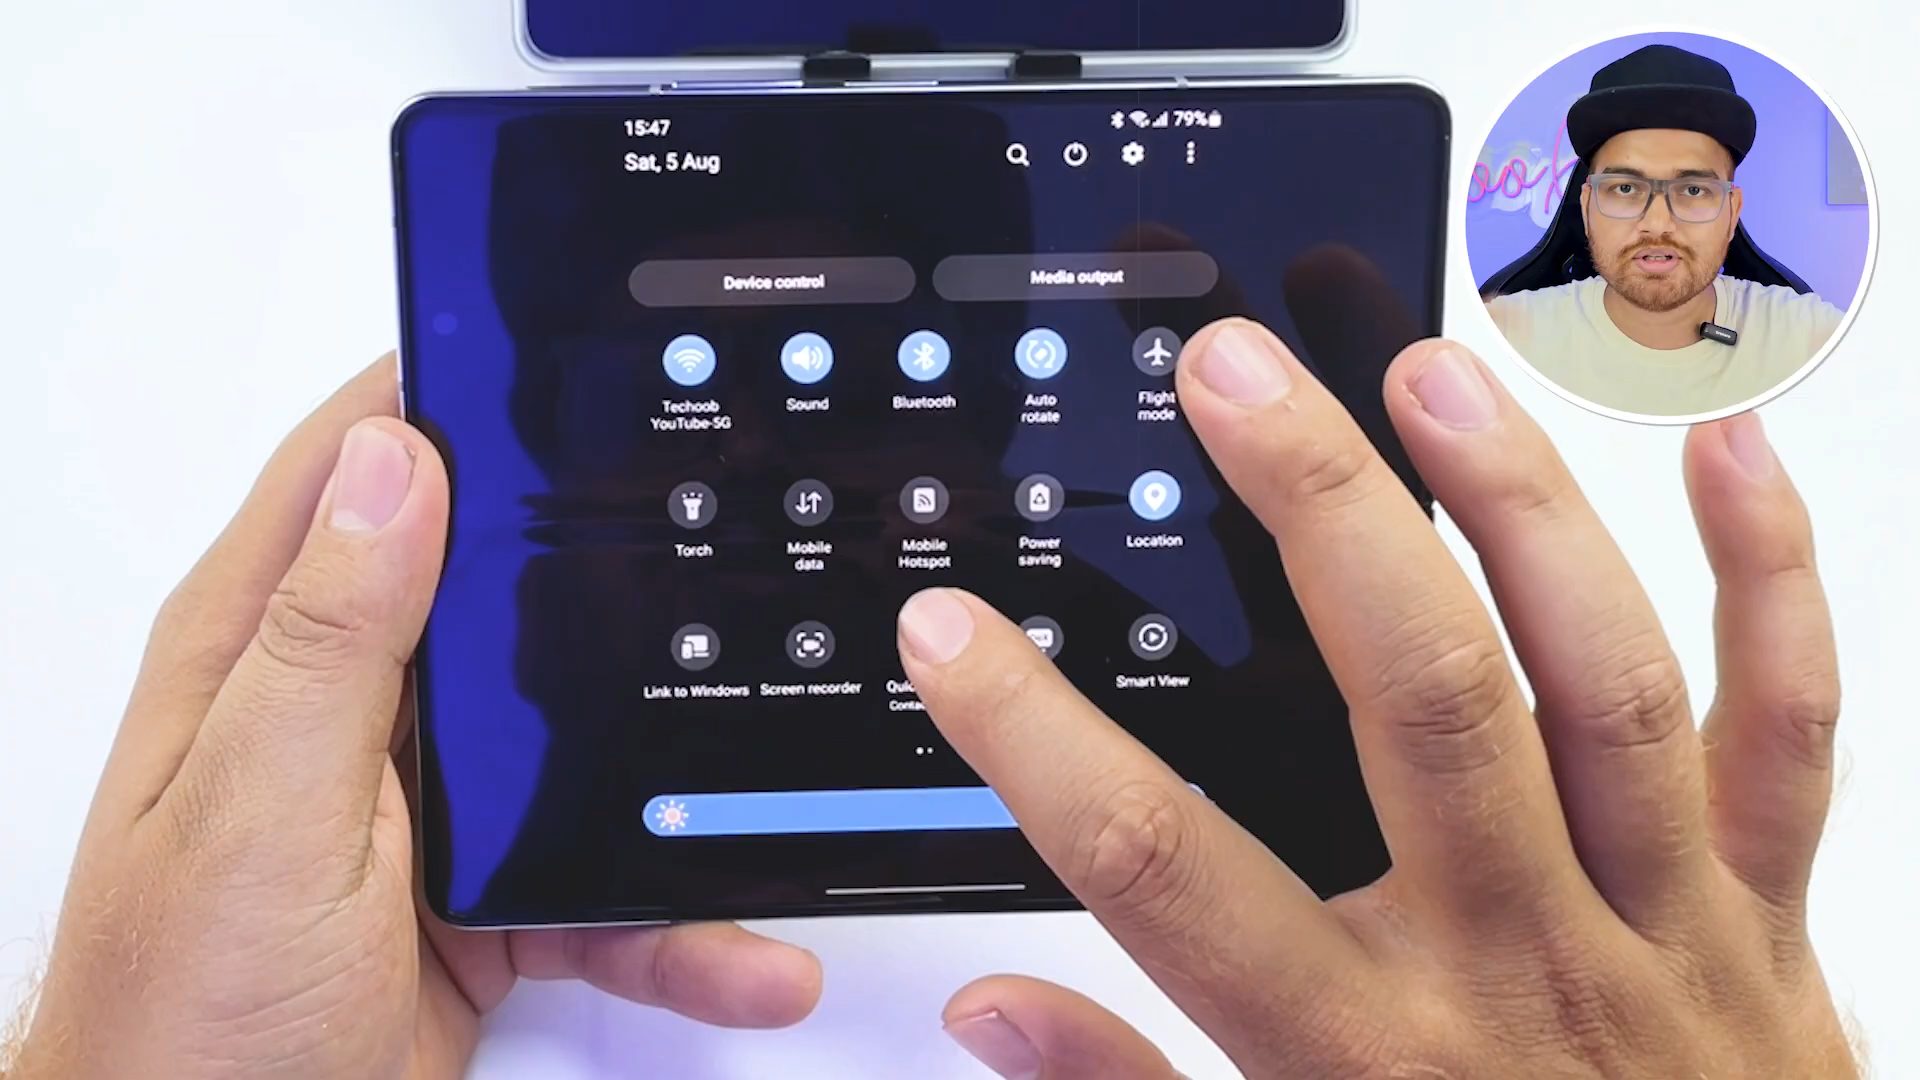 15:47
79%
Sat, 5 Aug
Device control
Media output
Techoob
YouTube-5G
Sound
Bluetooth
Auto
rotate
Flight
mode
Torch
Mobile
data
Mobile
Hotspot
Power
saving
Location
Link to Windows
Screen recorder
Smart View